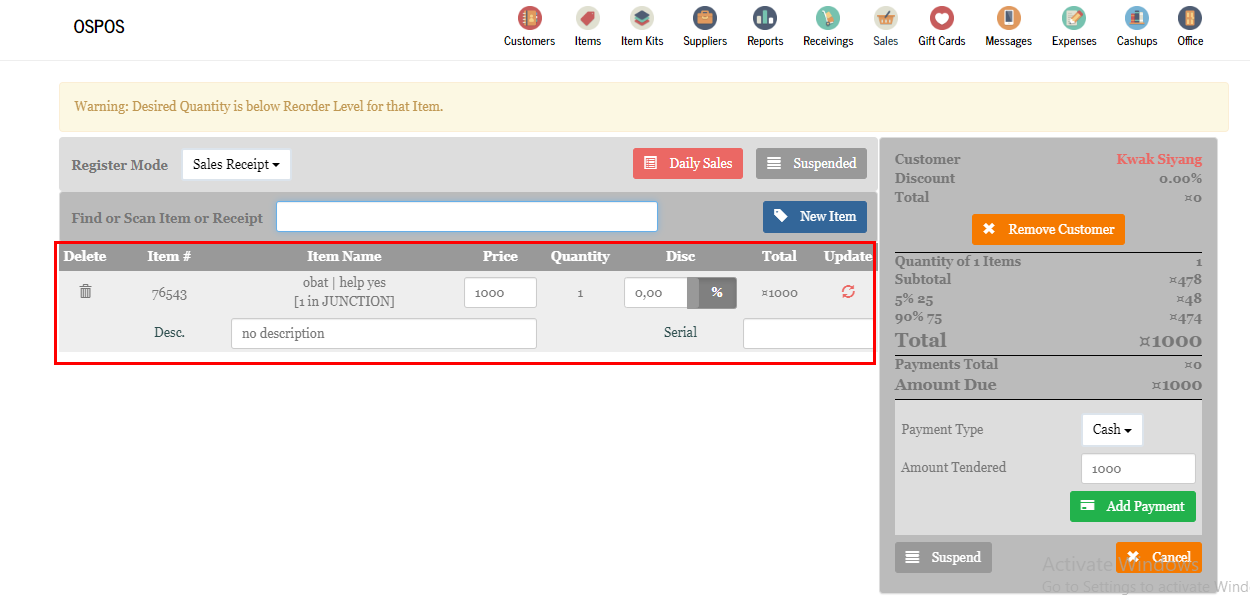 OSPOS
Customers Items Item Kits Suppliers Reports Receivings Sales Gift Cards Messages Expenses Cashups Office
Warning: Desired Quantity is below Reorder Level for that Item.
Register Mode Sales Receipt Daily Sales Suspended
Find or Scan Item or Receipt New Item
Delete Item # Item Name Price Quantity Disc Total Update
76543 obat | help yes 1000 1 0,00 % ¤1000
[1 in JUNCTION]
Desc. no description Serial
Customer Kwak Siyang
Discount 0.00%
Total ¤0
Remove Customer
Quantity of 1 Items 1
Subtotal ¤478
5% 25 ¤48
90% 75 ¤474
Total ¤1000
Payments Total ¤0
Amount Due ¤1000
Payment Type Cash
Amount Tendered 1000
Add Payment
Suspend Cancel
Activate Windows
Go to Settings to activate Wind